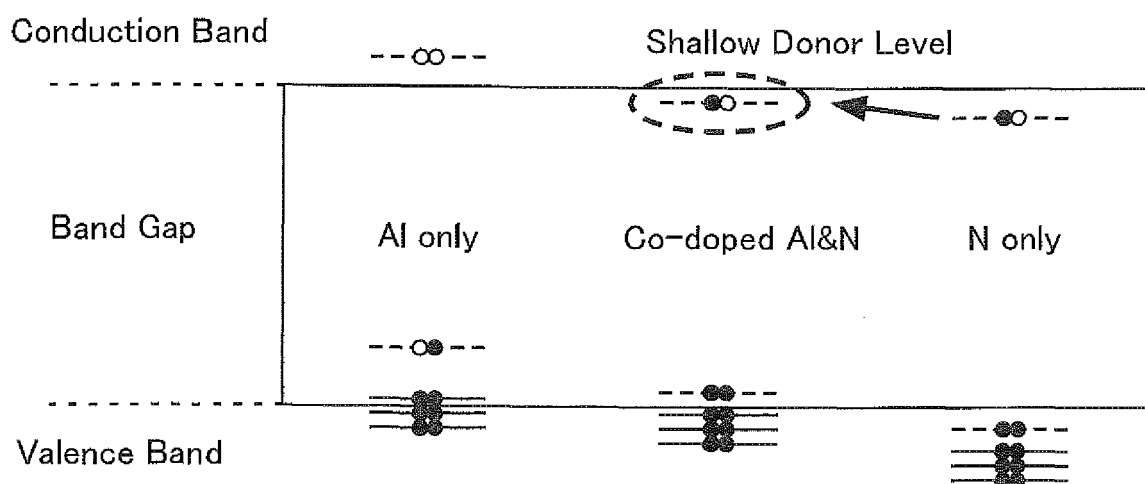 Conduction Band
Shallow Donor Level
Band Gap
Al only
Co-doped Al&N
N only
Valence Band